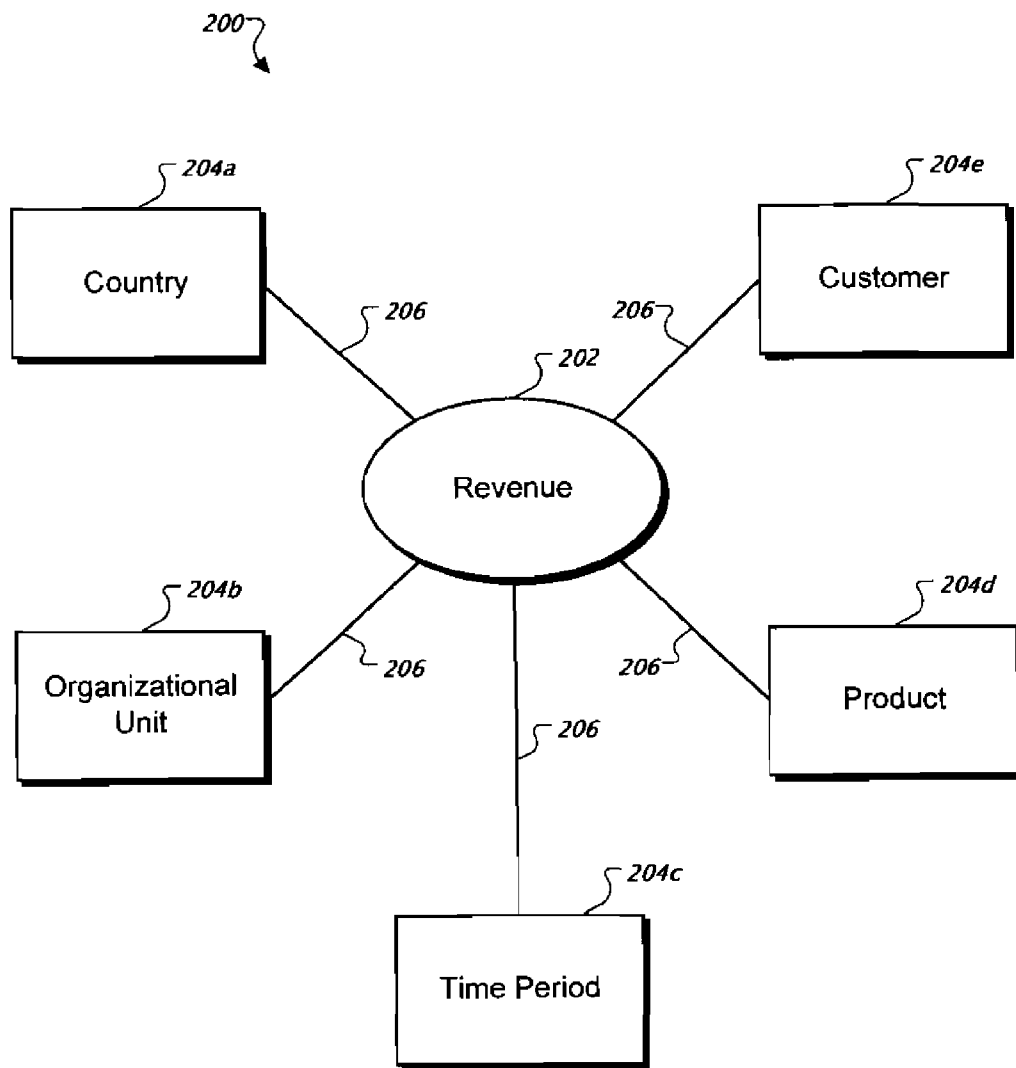 200
204a
204e
Country
Customer
206
206
202
Revenue
204b
204d
206
206
Organizational
Unit
Product
206
204c
Time Period